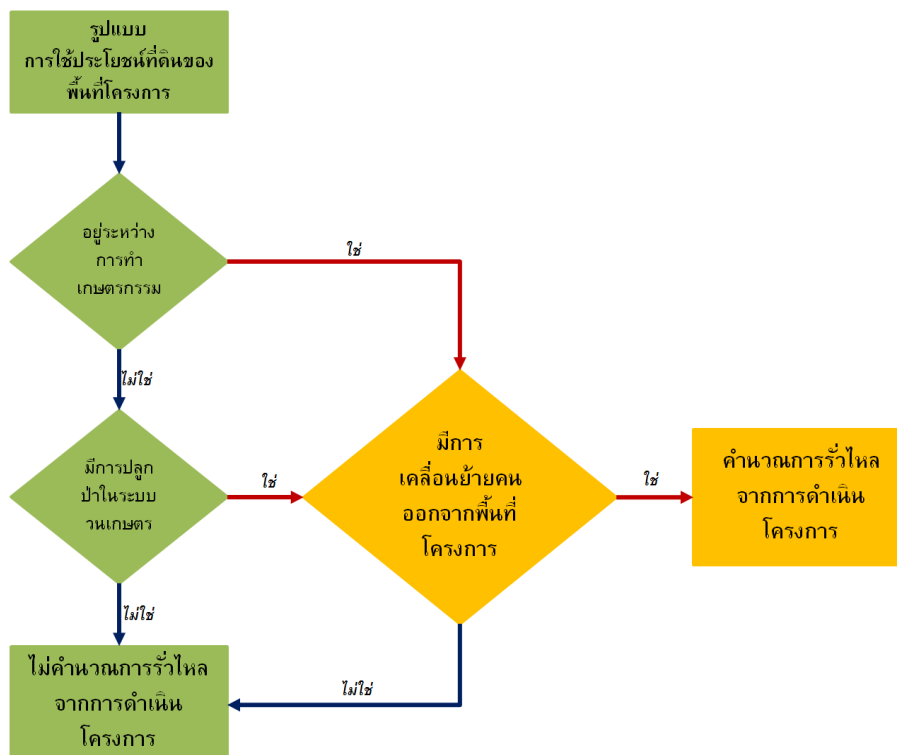 รูปแบบ
การใช้ประโยชน์ที่ดินของ
พื้นที่โครงการ
อยู่ระหว่าง
การทำ
เกษตรกรรม
ใช่
ไม่ใช่
มีการปลูก
ป่าในระบบ
วนเกษตร
ใช่
มีการ
เคลื่อนย้ายคน
ออกจากพื้นที่
โครงการ
ใช่
คำนวณการรั่วไหล
จากการดำเนิน
โครงการ
ไม่ใช่
ไม่คำนวณการรั่วไหล
จากการดำเนิน
โครงการ
ไม่ใช่